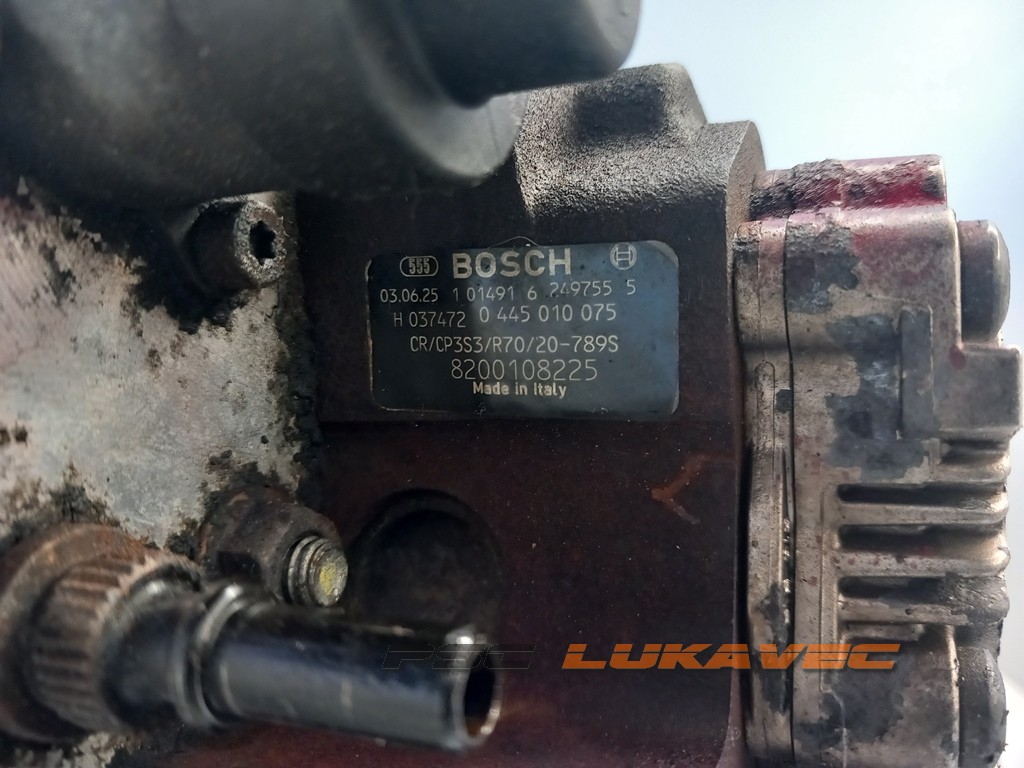 555 BOSCH
03.06.25 1 01491 6 249755 5
H 037472 0 445 010 075
CR/CP3S3/R70/20-789S
8200108225
Made in Italy
PSC LUKAVEC